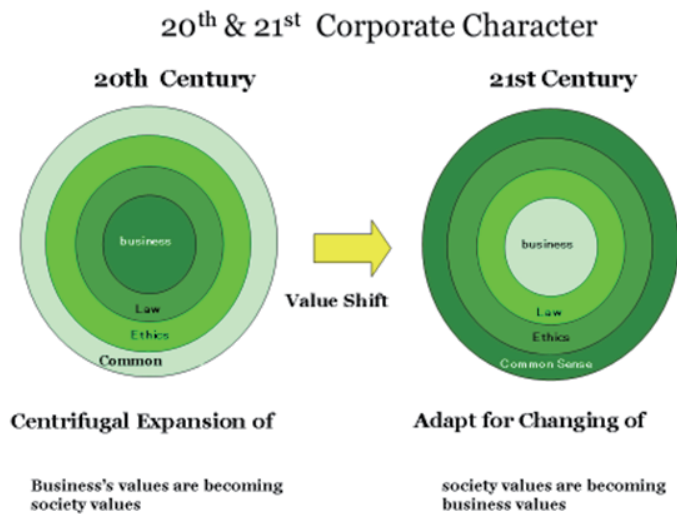 20th & 21st Corporate Character
20th Century
21st Century
business
Law
Ethics
Common
Value Shift
business
Law
Ethics
Common Sense
Centrifugal Expansion of
Adapt for Changing of
Business's values are becoming
society values
society values are becoming
business values